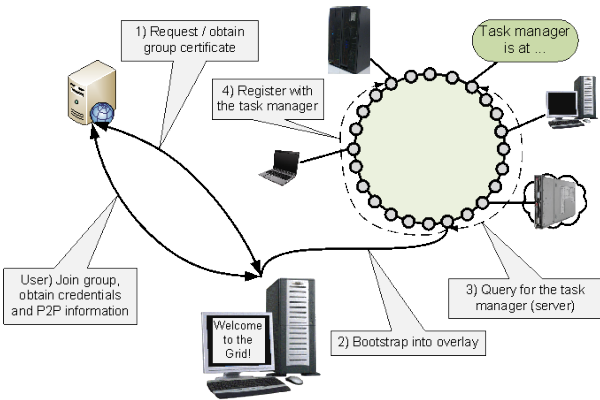 1) Request / obtain
group certificate
Task manager
is at ...
4) Register with
the task manager
User) Join group,
obtain credentials
and P2P information
3) Query for the task
manager (server)
Welcome
to the
Grid!
2) Bootstrap into overlay